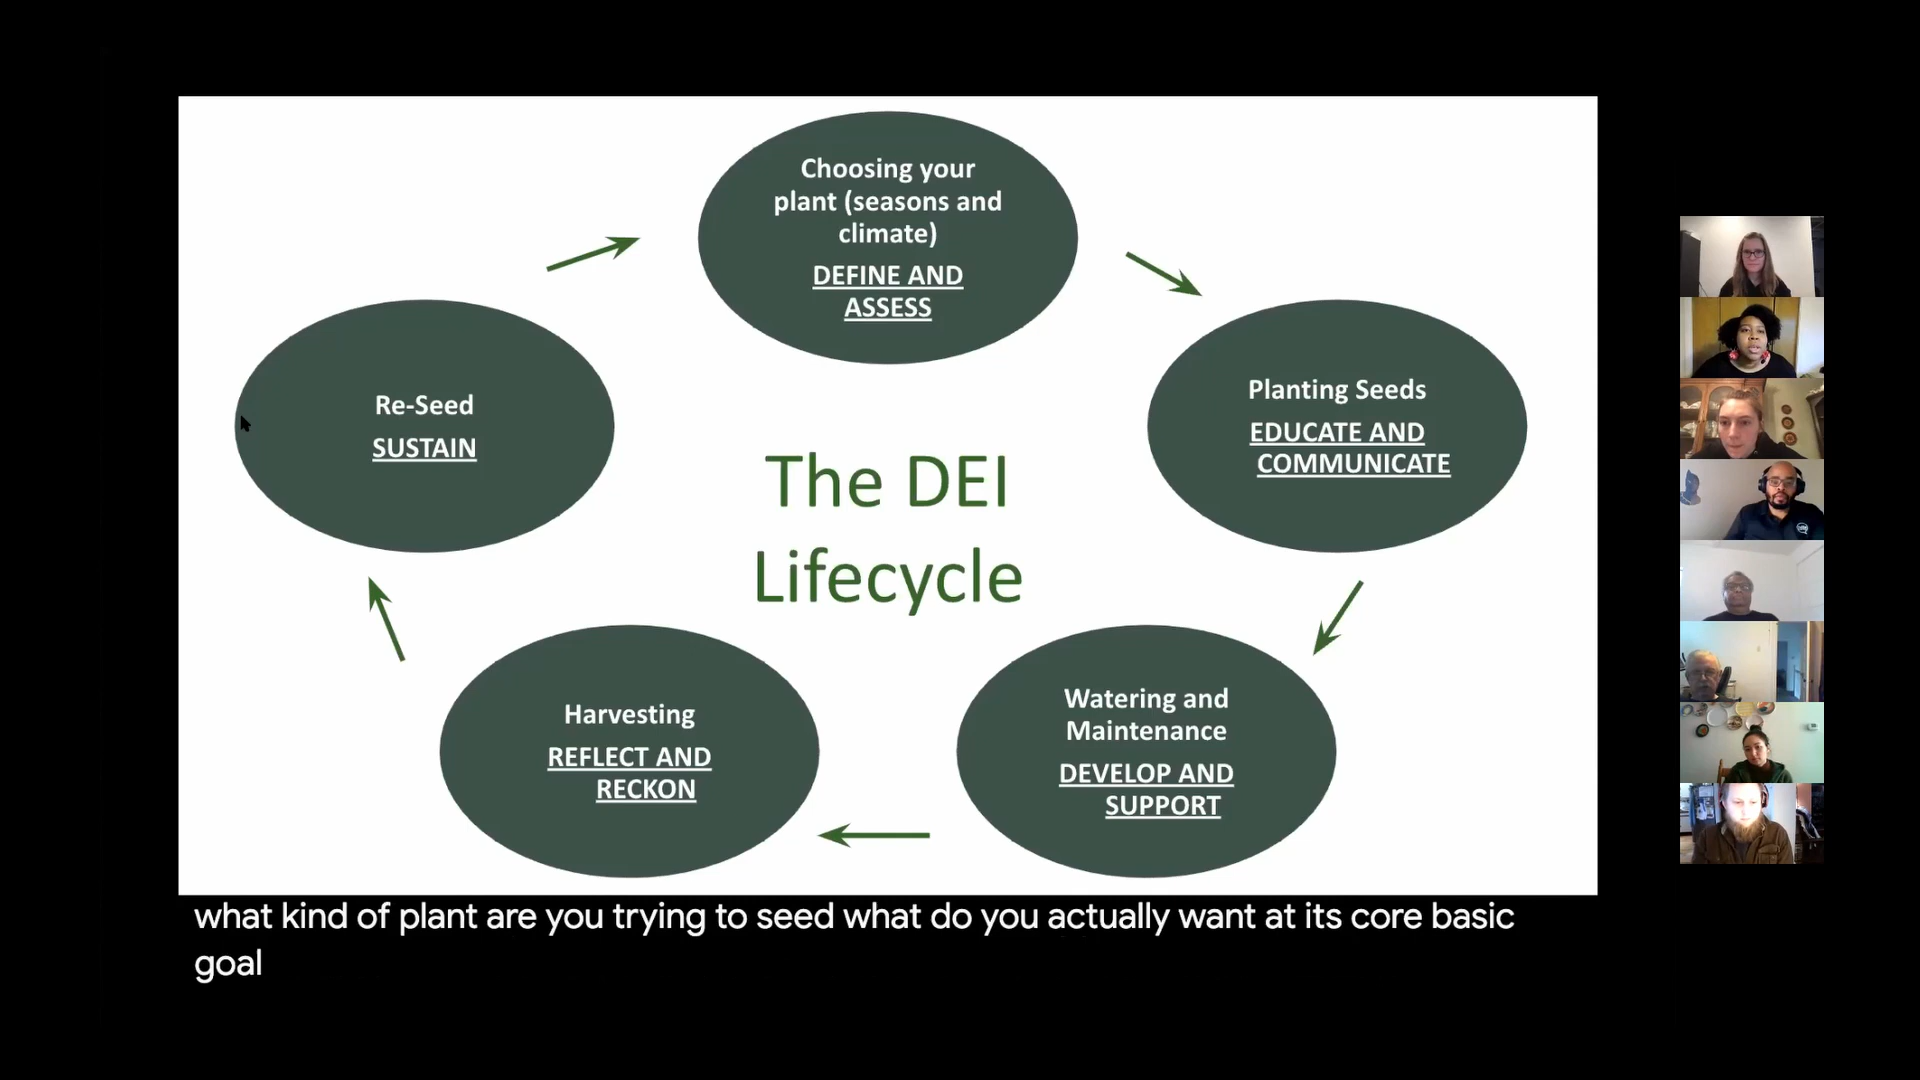 Choosing your
plant (seasons and
climate)
DEFINE AND
ASSESS
Planting Seeds
EDUCATE AND
COMMUNICATE
Watering and
Maintenance
DEVELOP AND
SUPPORT
Harvesting
REFLECT AND
RECKON
Re-Seed
SUSTAIN
The DEI
Lifecycle
what kind of plant are you trying to seed what do you actually want at its core basic
goal